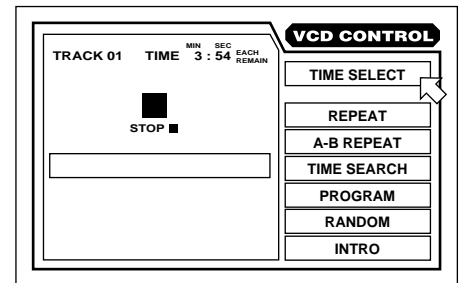 VCD CONTROL
MIN SEC
TRACK 01 TIME 3 : 54 EACH REMAIN
STOP
TIME SELECT
REPEAT
A-B REPEAT
TIME SEARCH
PROGRAM
RANDOM
INTRO